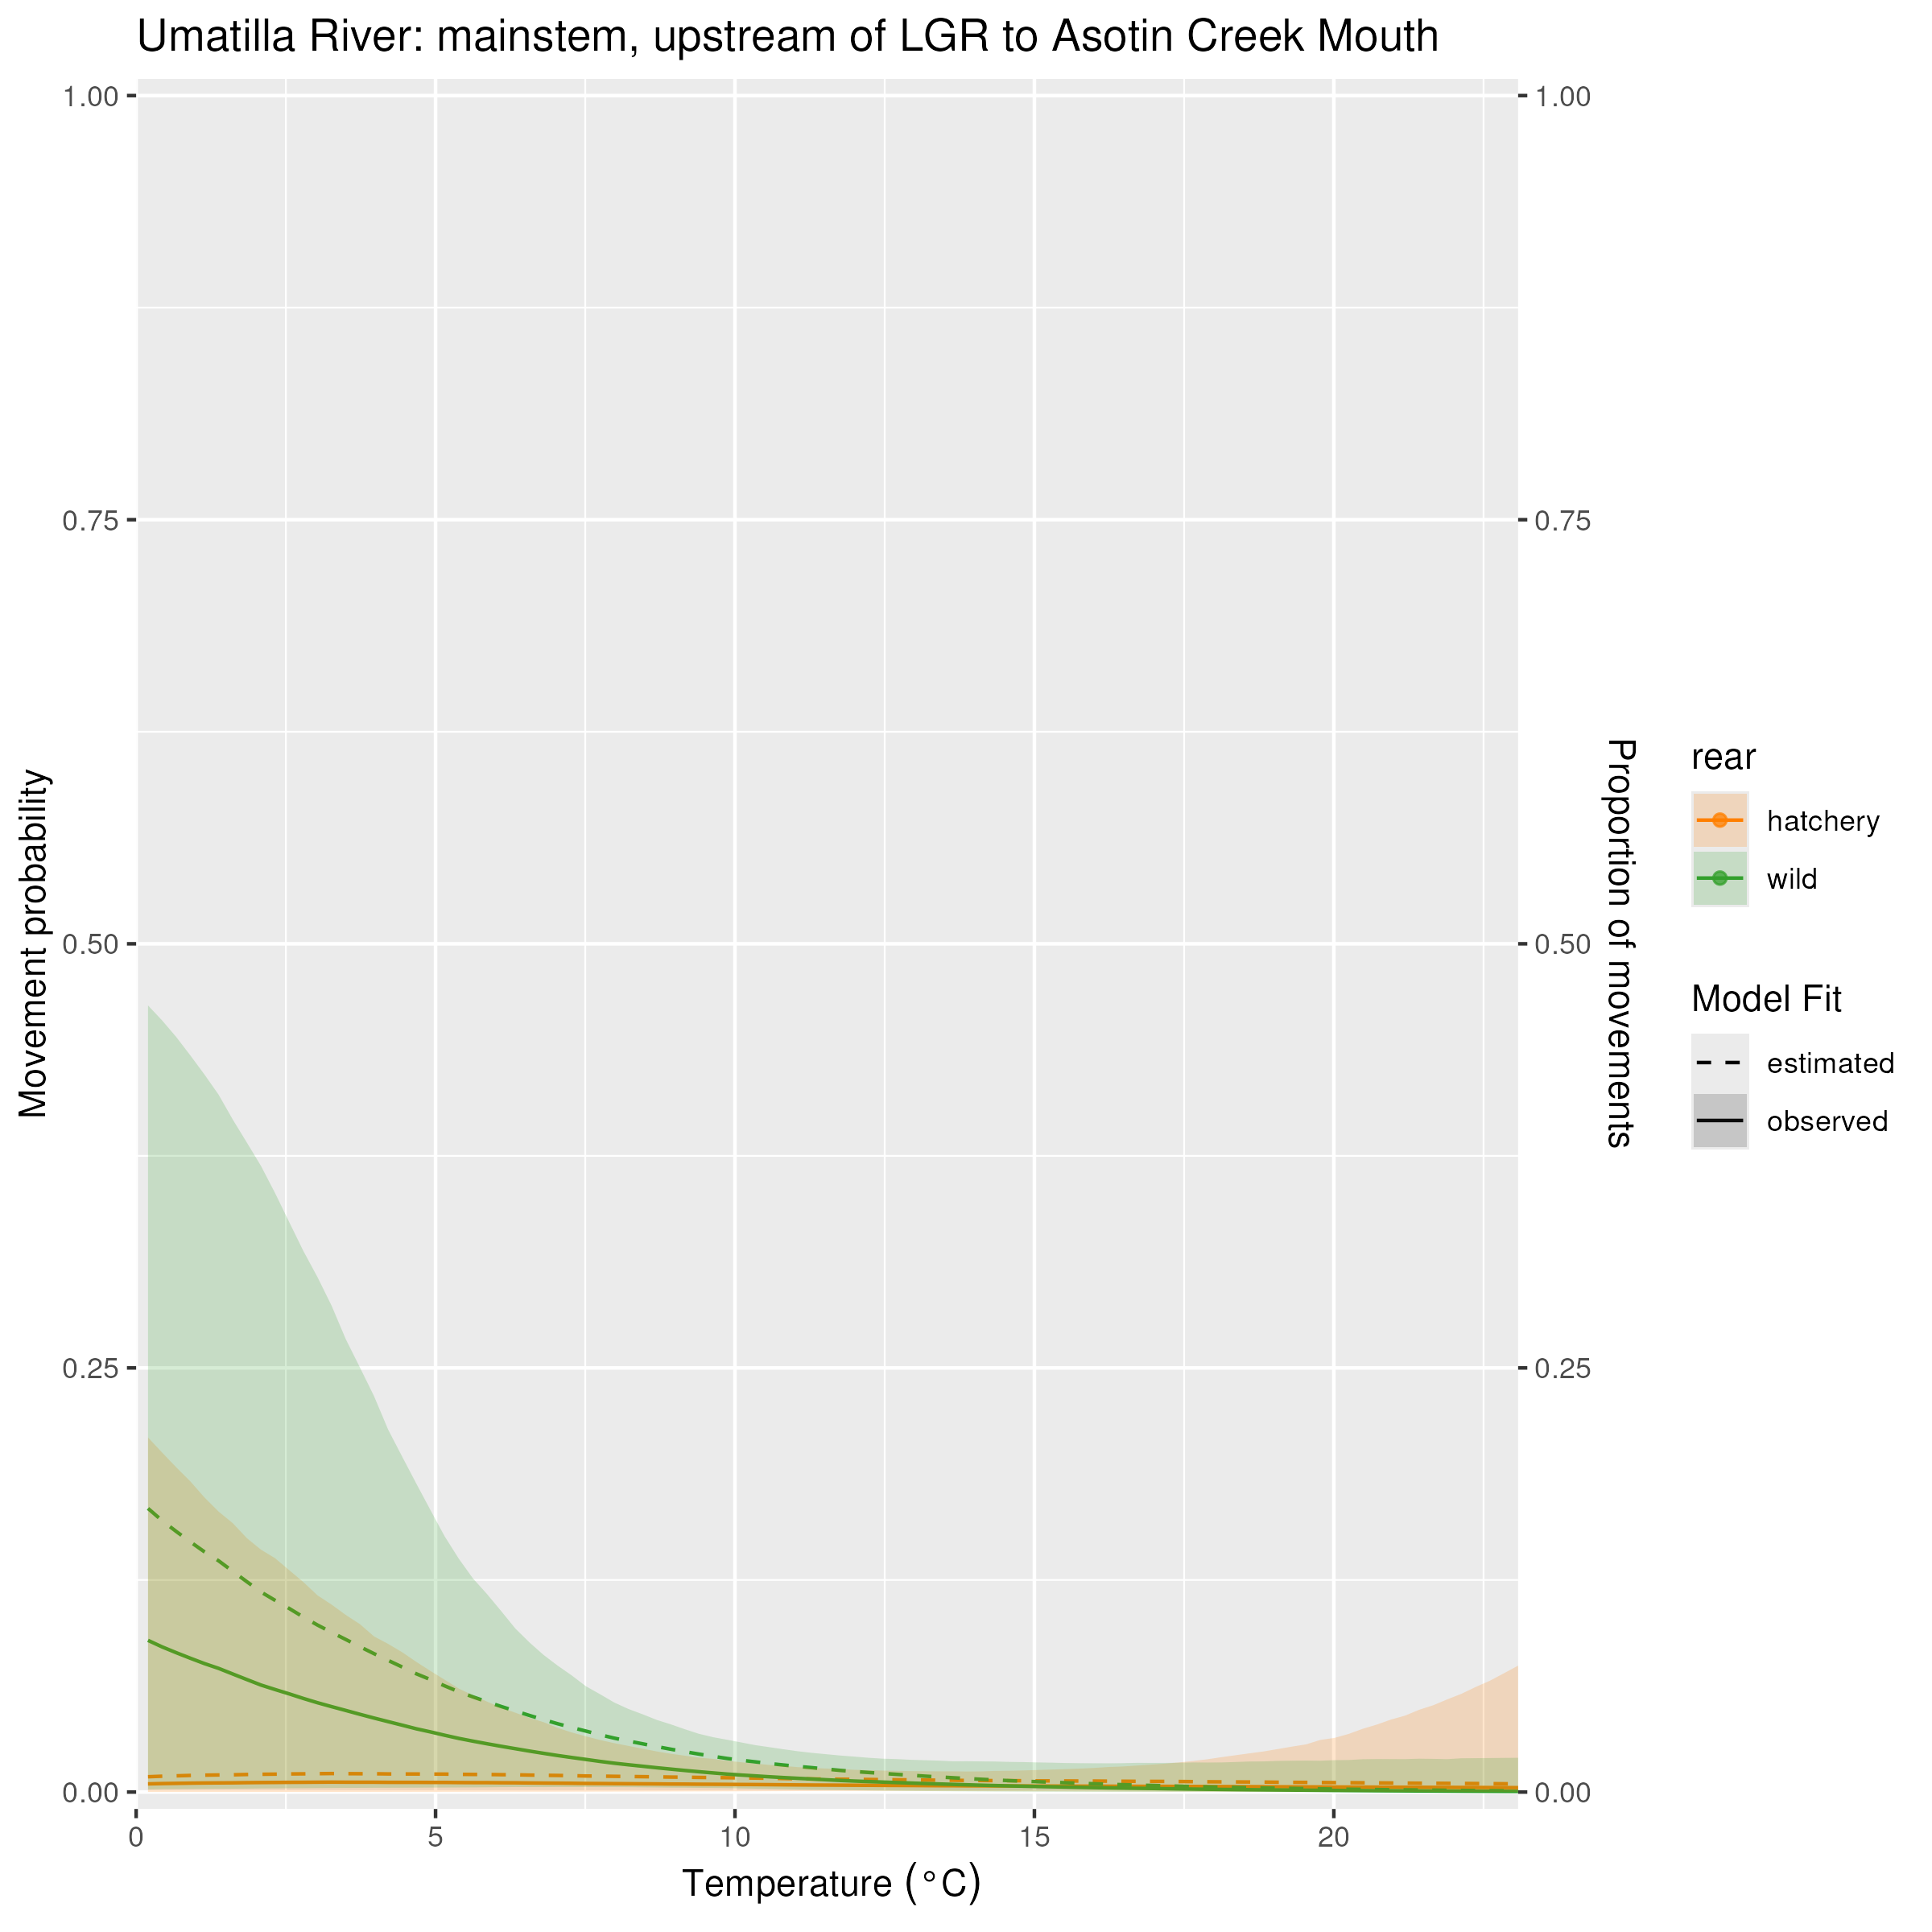 Umatilla River: mainstem, upstream of LGR to Asotin Creek Mouth
1.00
0.75
0.50
0.25
0.00
Movement probability
0
5
10
15
20
Temperature (°C)
1.00
0.75
0.50
0.25
0.00
Proportion of movements
rear
hatchery
wild
Model Fit
estimated
observed